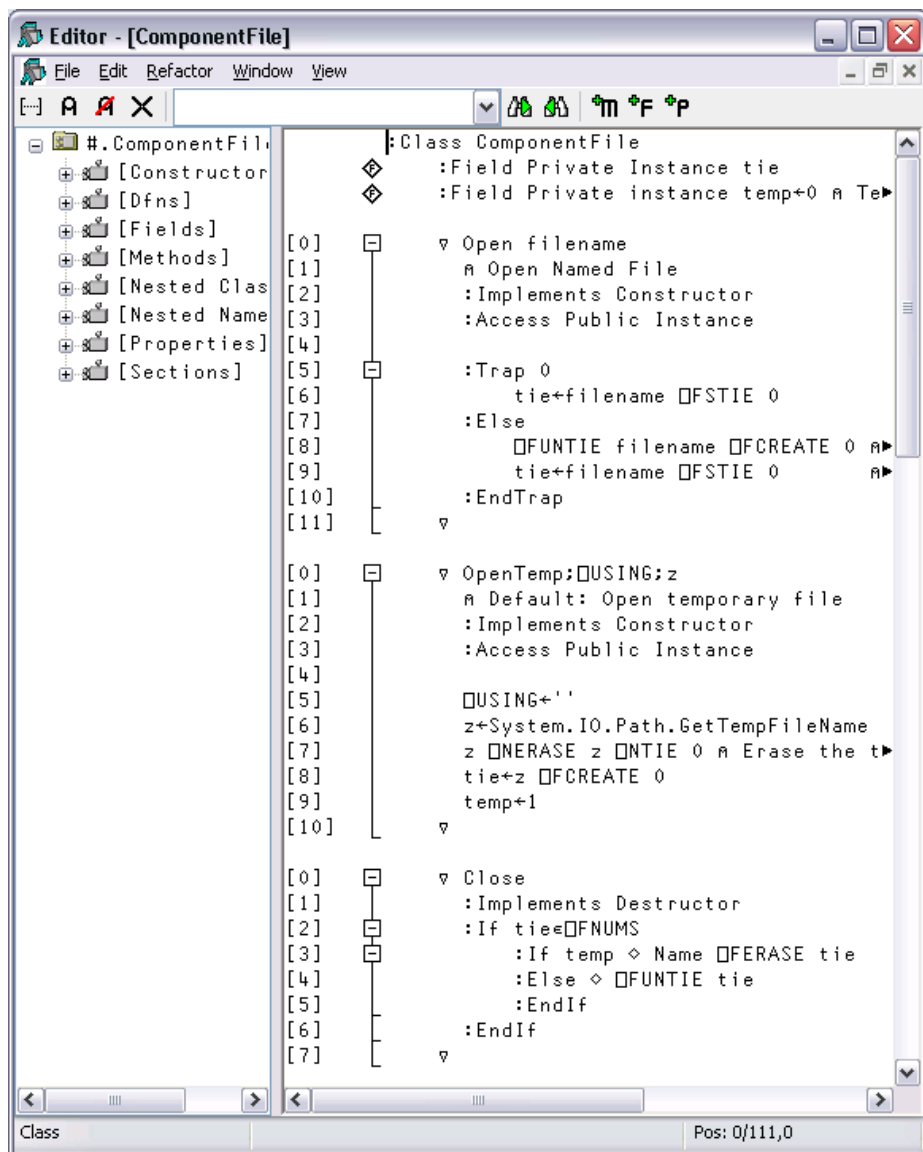 Editor - [ComponentFile]
File Edit Refactor Window View
#.ComponentFil
[Constructor
[Dfns]
[Fields]
[Methods]
[Nested Clas
[Nested Name
[Properties]
[Sections]
:Class ComponentFile
:Field Private Instance tie
:Field Private instance temp←0 ⍝ Te
[0] ∇ Open filename
[1] ⍝ Open Named File
[2] :Implements Constructor
[3] :Access Public Instance
[4]
[5] :Trap 0
[6] tie←filename ⎕FSTIE 0
[7] :Else
[8] ⎕FUNTIE filename ⎕FCREATE 0 ⍝
[9] tie←filename ⎕FSTIE 0 ⍝
[10] :EndTrap
[11] ∇
[0] ∇ OpenTemp;⎕USING;z
[1] ⍝ Default: Open temporary file
[2] :Implements Constructor
[3] :Access Public Instance
[4]
[5] ⎕USING←''
[6] z←System.IO.Path.GetTempFileName
[7] z ⎕NERASE z ⎕NTIE 0 ⍝ Erase the t
[8] tie←z ⎕FCREATE 0
[9] temp←1
[10] ∇
[0] ∇ Close
[1] :Implements Destructor
[2] :If tie∊⎕FNUMS
[3] :If temp ⋄ Name ⎕FERASE tie
[4] :Else ⋄ ⎕FUNTIE tie
[5] :EndIf
[6] :EndIf
[7] ∇
Class Pos: 0/111,0